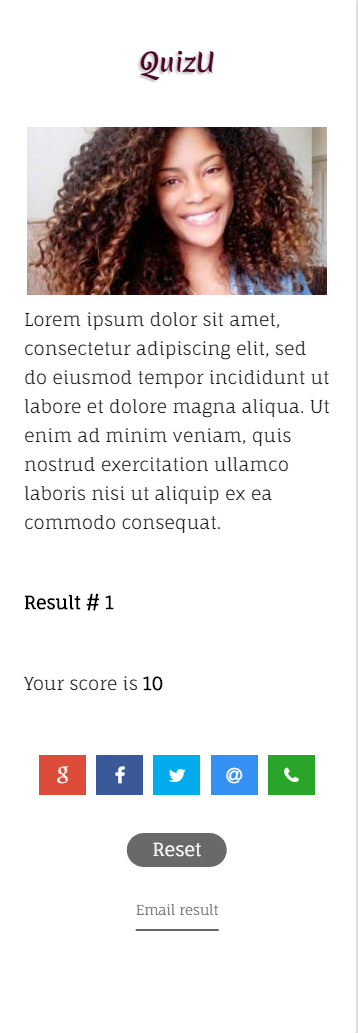 QuizU
Lorem ipsum dolor sit amet,
consectetur adipiscing elit, sed
do eiusmod tempor incididunt ut
labore et dolore magna aliqua. Ut
enim ad minim veniam, quis
nostrud exercitation ullamco
laboris nisi ut aliquip ex ea
commodo consequat.
Result # 1
Your score is 10
g f @
Reset
Email result